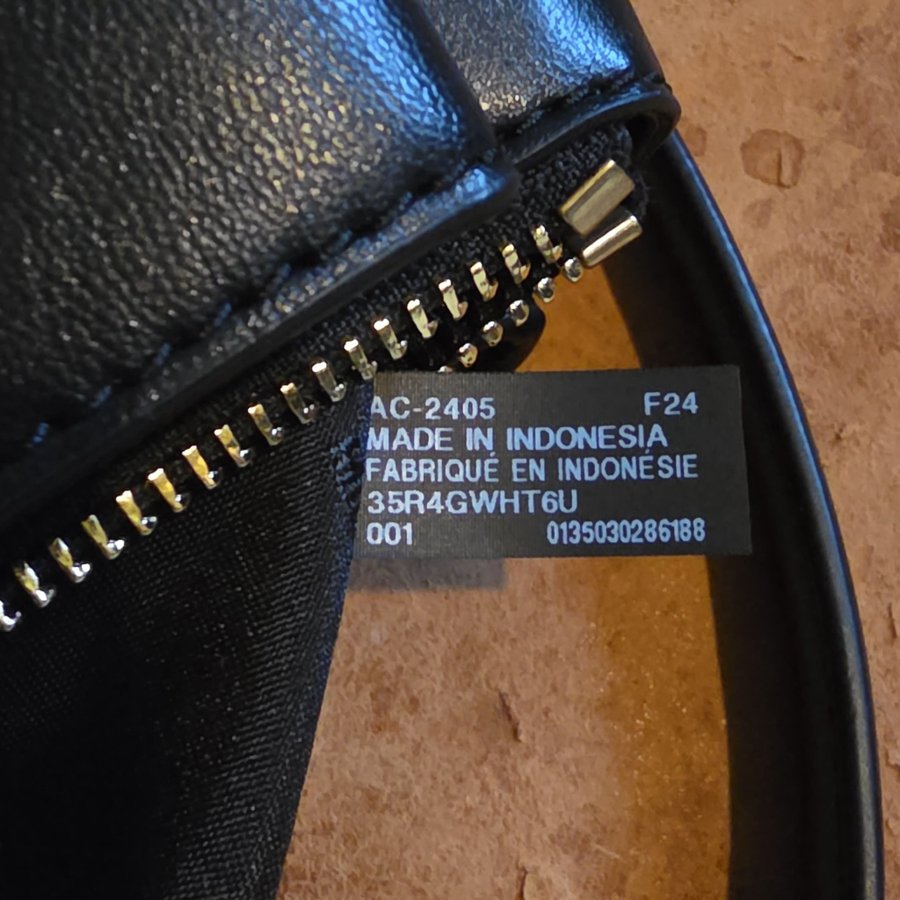 AC-2405 F24
MADE IN INDONESIA
FABRIQUÉ EN INDONÉSIE
35R4GWHT6U
001 0135030286188